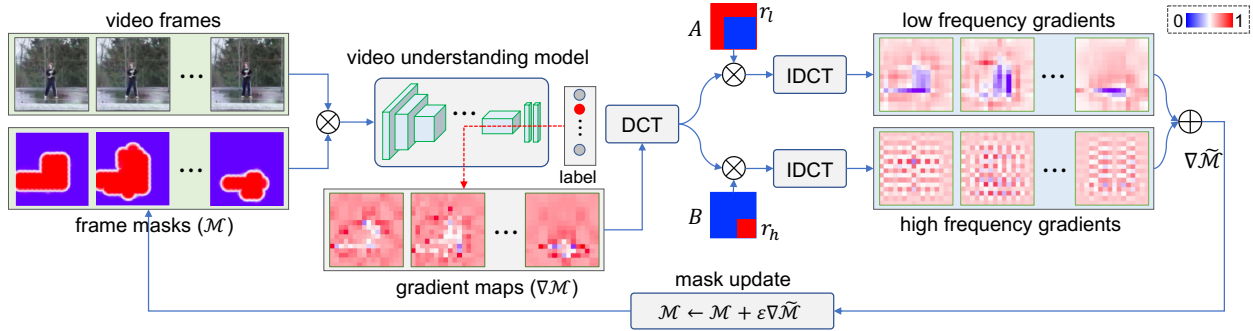 video frames
...
frame masks (ℳ)
⊗
video understanding model
...
label
gradient maps (∇ℳ)
...
DCT
A
r_l
⊗
IDCT
B
r_h
⊗
IDCT
low frequency gradients
...
high frequency gradients
...
0 1
⊕
∇ℳ̃
mask update
ℳ ← ℳ + ε∇ℳ̃